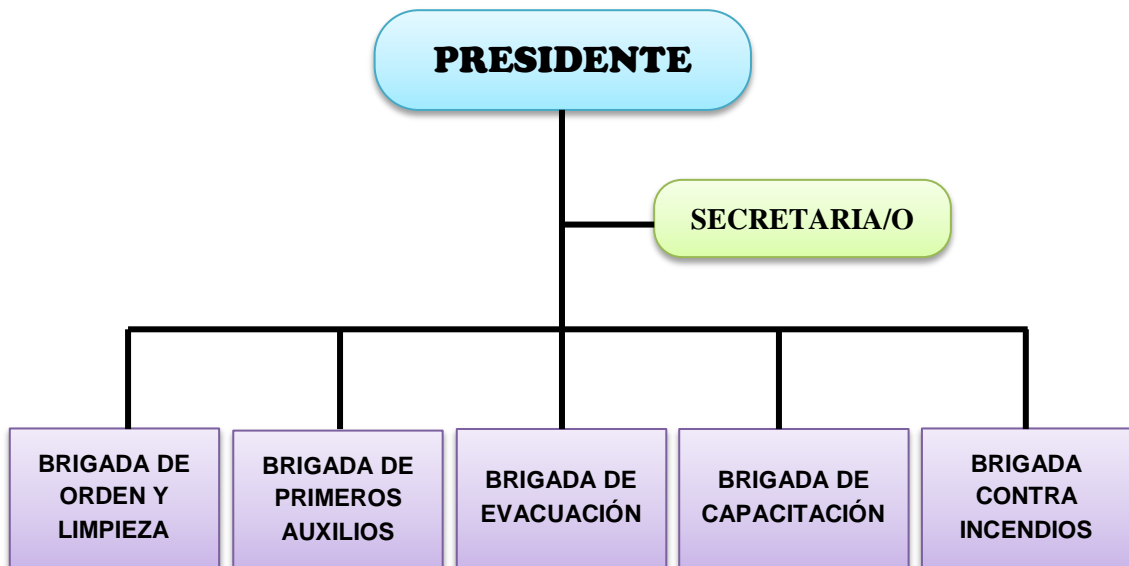 PRESIDENTE
SECRETARIA/O
BRIGADA DE
ORDEN Y
LIMPIEZA
BRIGADA DE
PRIMEROS
AUXILIOS
BRIGADA DE
EVACUACIÓN
BRIGADA DE
CAPACITACIÓN
BRIGADA
CONTRA
INCENDIOS